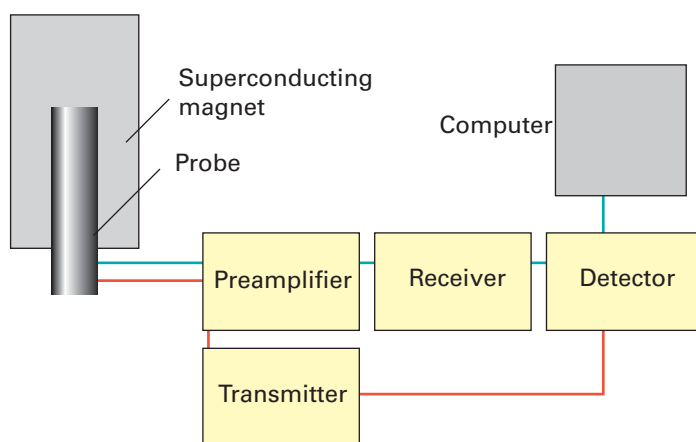 Superconducting
magnet
Computer
Probe
Preamplifier
Receiver
Detector
Transmitter